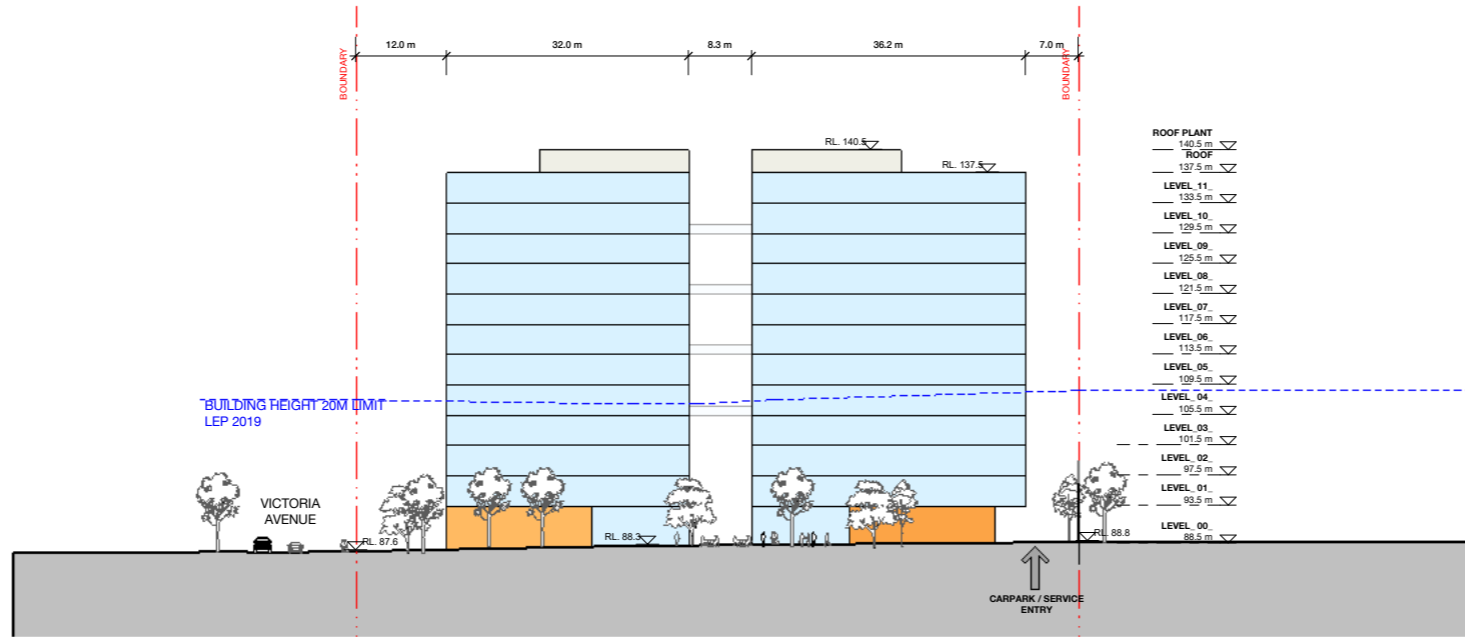 12.0 m
32.0 m
8.3 m
36.2 m
7.0 m
BOUNDARY
BOUNDARY
RL. 140.5
RL. 137.5
ROOF PLANT
140.5 m
ROOF
137.5 m
LEVEL_11_
133.5 m
LEVEL_10_
129.5 m
LEVEL_09_
125.5 m
LEVEL_08_
121.5 m
LEVEL_07_
117.5 m
LEVEL_06_
113.5 m
LEVEL_05_
109.5 m
LEVEL_04_
105.5 m
LEVEL_03_
101.5 m
LEVEL_02_
97.5 m
LEVEL_01_
93.5 m
LEVEL_00_
88.5 m
BUILDING HEIGHT 20M LIMIT
LEP 2019
VICTORIA
AVENUE
RL. 87.6
RL. 88.3
RL. 88.8
CARPARK / SERVICE
ENTRY